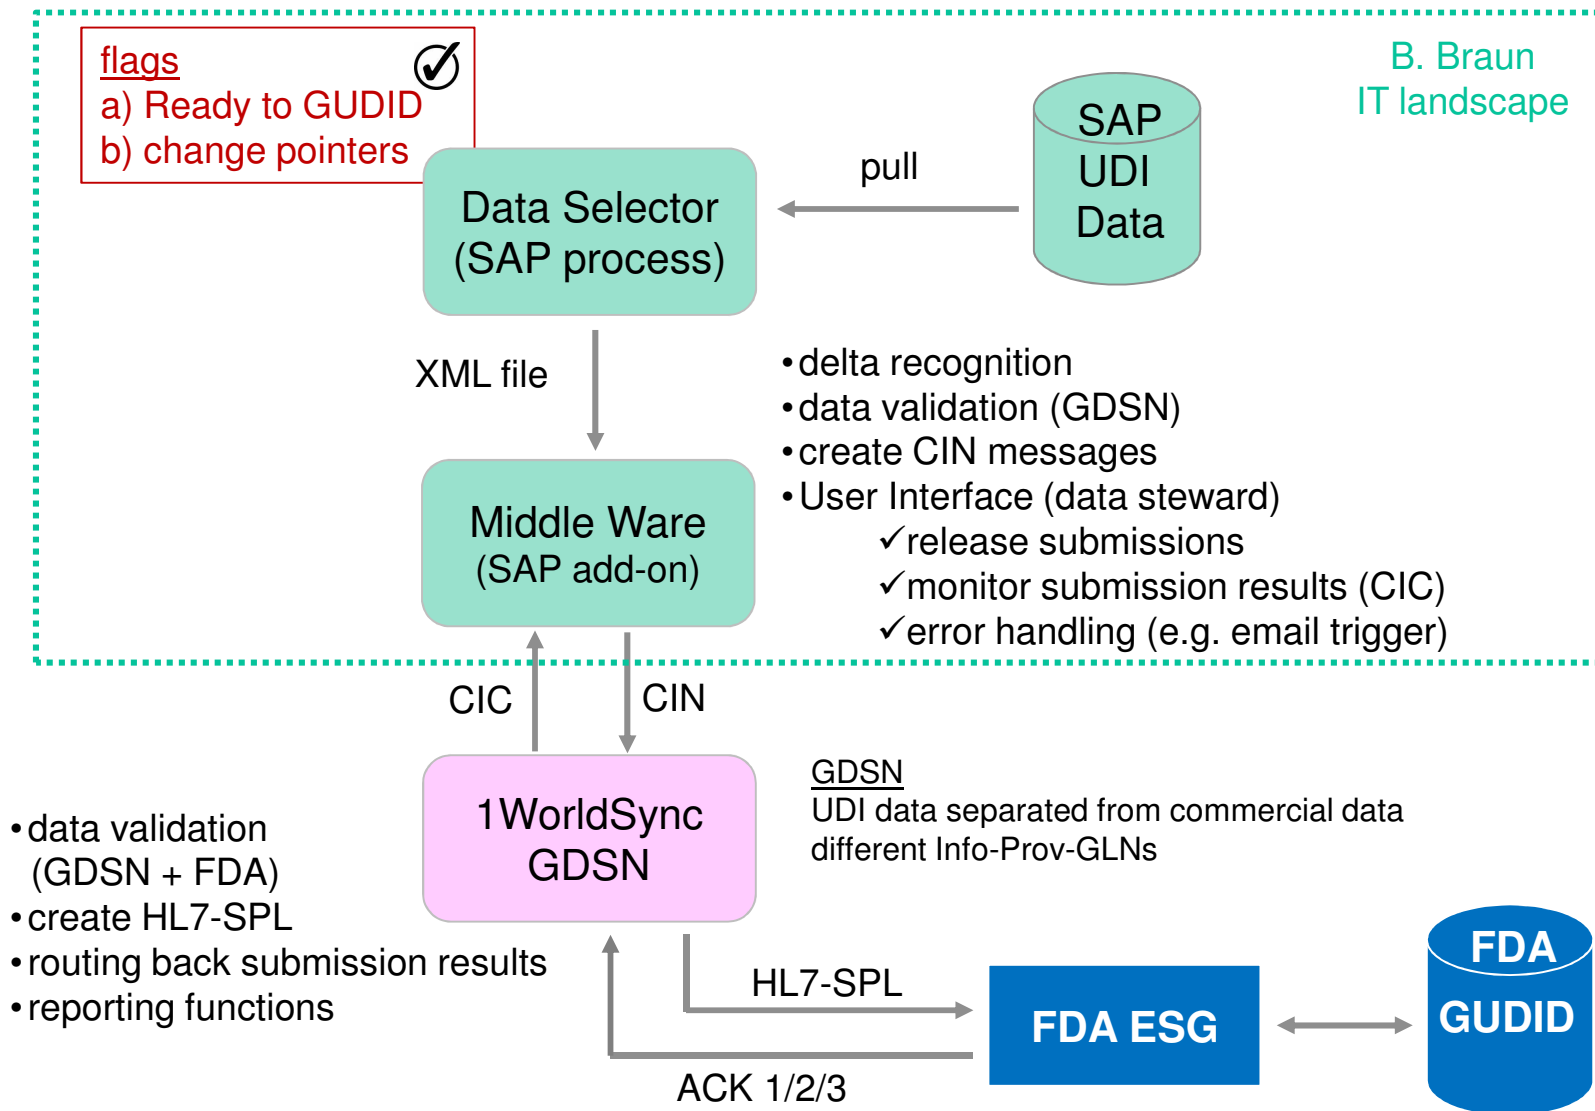 flags
a) Ready to GUDID
b) change pointers
B. Braun
IT landscape
SAP
UDI
Data
pull
Data Selector
(SAP process)
XML file
•delta recognition
•data validation (GDSN)
•create CIN messages
•User Interface (data steward)
✓release submissions
✓monitor submission results (CIC)
✓error handling (e.g. email trigger)
Middle Ware
(SAP add-on)
CIC
CIN
1WorldSync
GDSN
GDSN
UDI data separated from commercial data
different Info-Prov-GLNs
•data validation
(GDSN + FDA)
•create HL7-SPL
•routing back submission results
•reporting functions
HL7-SPL
FDA ESG
FDA
GUDID
ACK 1/2/3